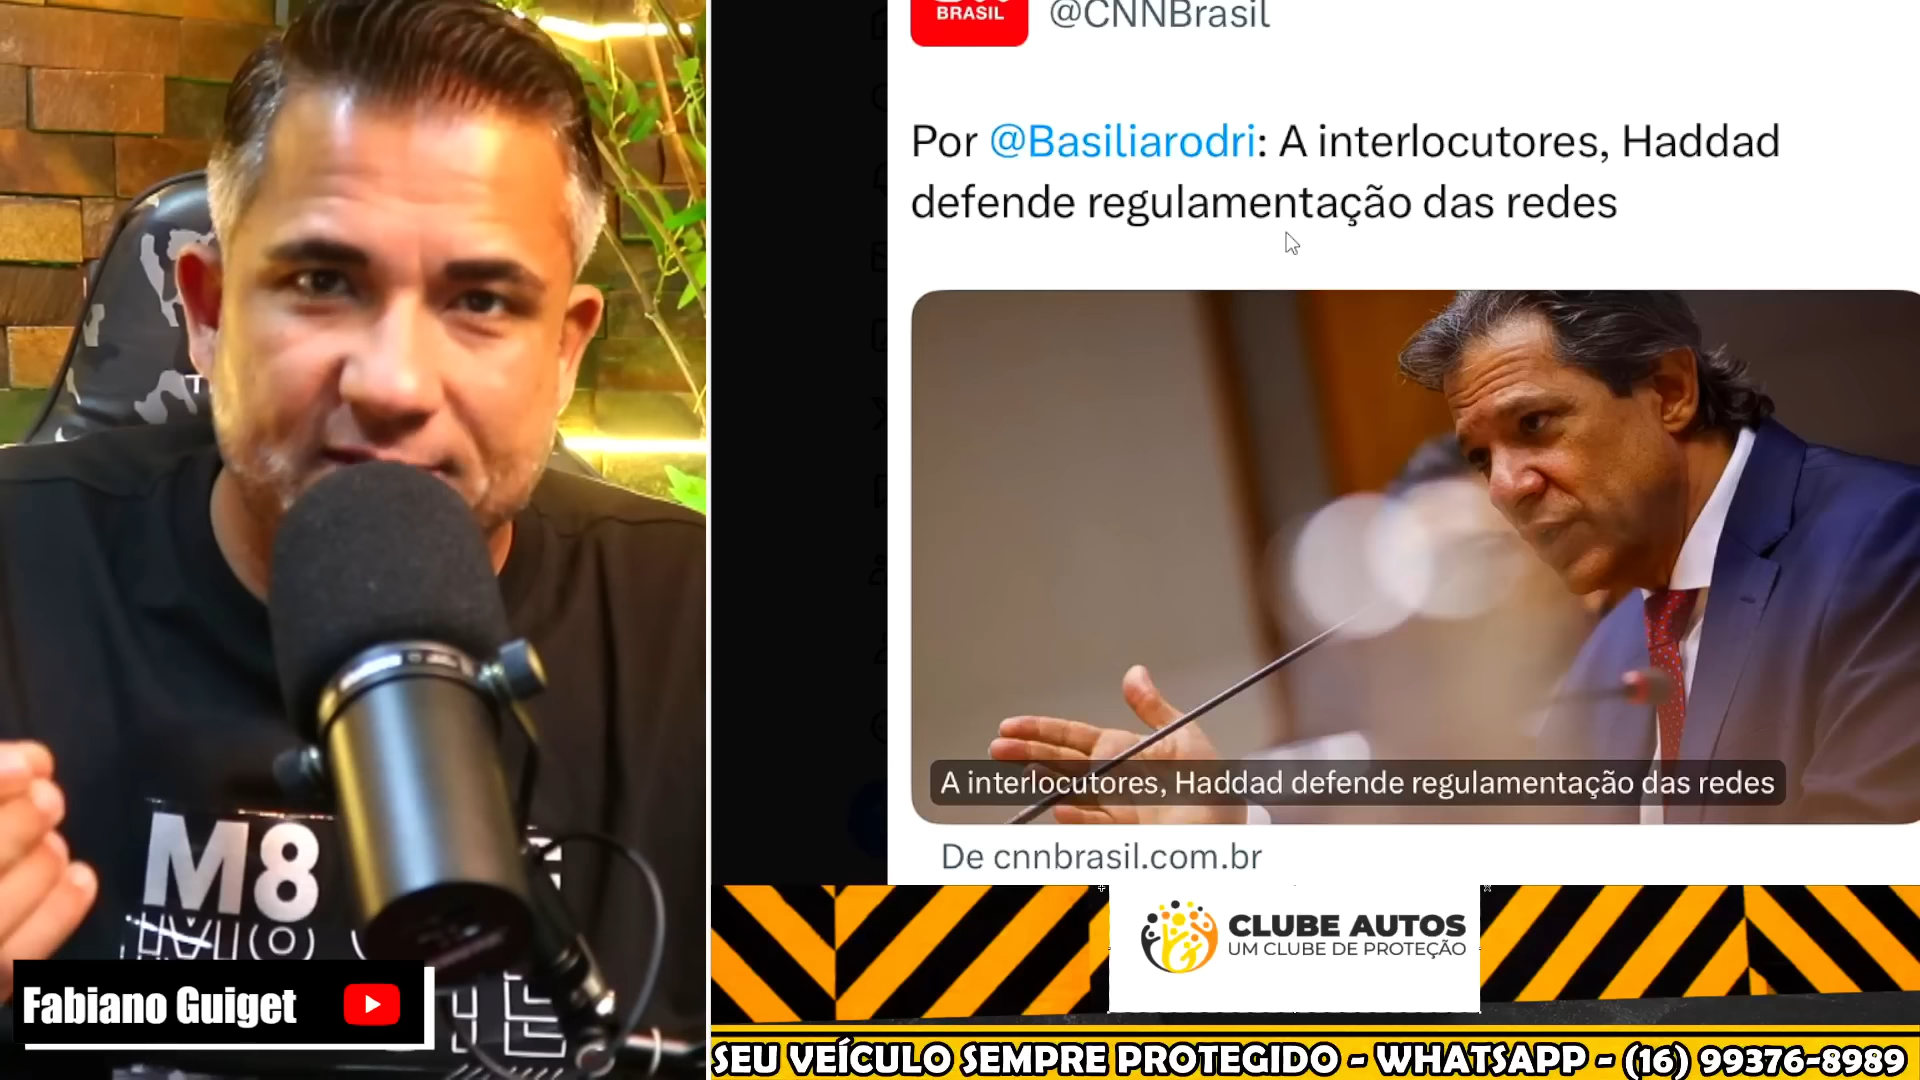 BRASIL
@CNNBrasil
Por @Basiliarodri: A interlocutores, Haddad
defende regulamentação das redes
A interlocutores, Haddad defende regulamentação das redes
De cnnbrasil.com.br
M8
Fabiano Guiget
CLUBE AUTOS
UM CLUBE DE PROTEÇÃO
SEU VEÍCULO SEMPRE PROTEGIDO - WHATSAPP - (16) 99376-8989